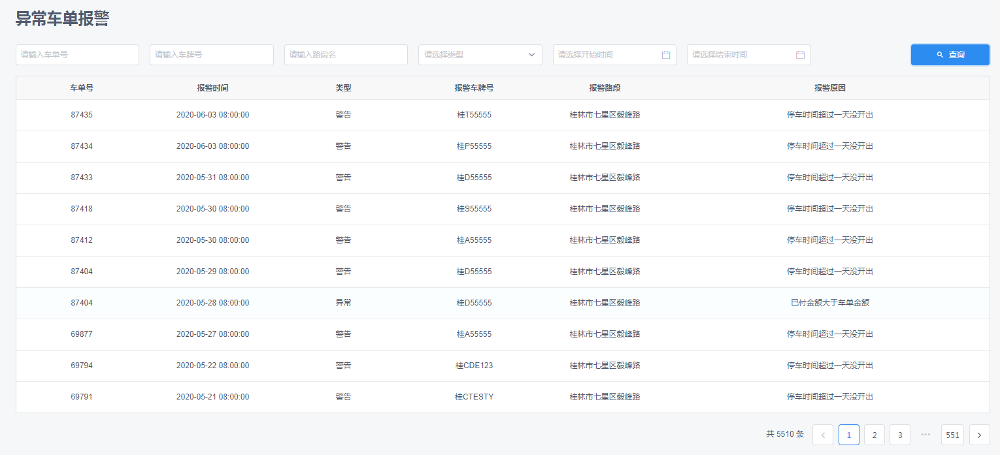 异常车单报警
请输入车单号 请输入车牌号 请输入路段名 请选择类型 请选择开始时间 请选择结束时间 查询
车单号 报警时间 类型 报警车牌号 报警路段 报警原因
87435 2020-06-03 08:00:00 警告 桂T55555 桂林市七星区毅峰路 停车时间超过一天没开出
87434 2020-06-03 08:00:00 警告 桂P55555 桂林市七星区毅峰路 停车时间超过一天没开出
87433 2020-05-31 08:00:00 警告 桂D55555 桂林市七星区毅峰路 停车时间超过一天没开出
87418 2020-05-30 08:00:00 警告 桂S55555 桂林市七星区毅峰路 停车时间超过一天没开出
87412 2020-05-30 08:00:00 警告 桂A55555 桂林市七星区毅峰路 停车时间超过一天没开出
87404 2020-05-29 08:00:00 警告 桂D55555 桂林市七星区毅峰路 停车时间超过一天没开出
87404 2020-05-28 08:00:00 异常 桂D55555 桂林市七星区毅峰路 已付金额大于车单金额
69877 2020-05-27 08:00:00 警告 桂A55555 桂林市七星区毅峰路 停车时间超过一天没开出
69794 2020-05-22 08:00:00 警告 桂CDE123 桂林市七星区毅峰路 停车时间超过一天没开出
69791 2020-05-21 08:00:00 警告 桂CTESTY 桂林市七星区毅峰路 停车时间超过一天没开出
共 5510 条 1 2 3 ••• 551